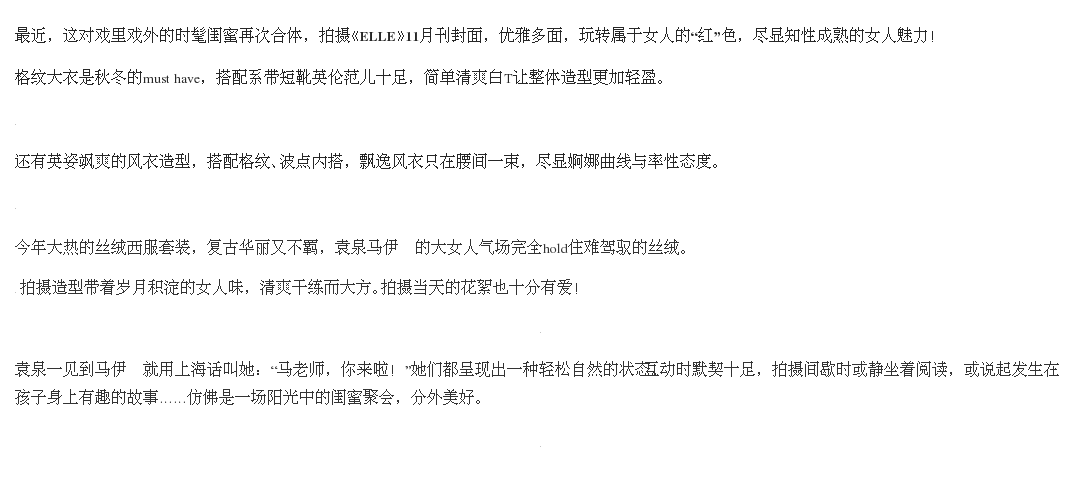 最近，这对戏里戏外的时髦闺蜜再次合体，拍摄《ELLE》11月刊封面，优雅多面，玩转属于女人的“红”色，尽显知性成熟的女人魅力！
格纹大衣是秋冬的must have，搭配系带短靴英伦范儿十足，简单清爽白T让整体造型更加轻盈。
还有英姿飒爽的风衣造型，搭配格纹、波点内搭，飘逸风衣只在腰间一束，尽显婀娜曲线与率性态度。
今年大热的丝绒西服套装，复古华丽又不羁，袁泉马伊　的大女人气场完全hold住难驾驭的丝绒。
拍摄造型带着岁月积淀的女人味，清爽干练而大方。拍摄当天的花絮也十分有爱！
袁泉一见到马伊　就用上海话叫她：“马老师，你来啦！”她们都呈现出一种轻松自然的状态互动时默契十足，拍摄间歇时或静坐着阅读，或说起发生在
孩子身上有趣的故事……仿佛是一场阳光中的闺蜜聚会，分外美好。